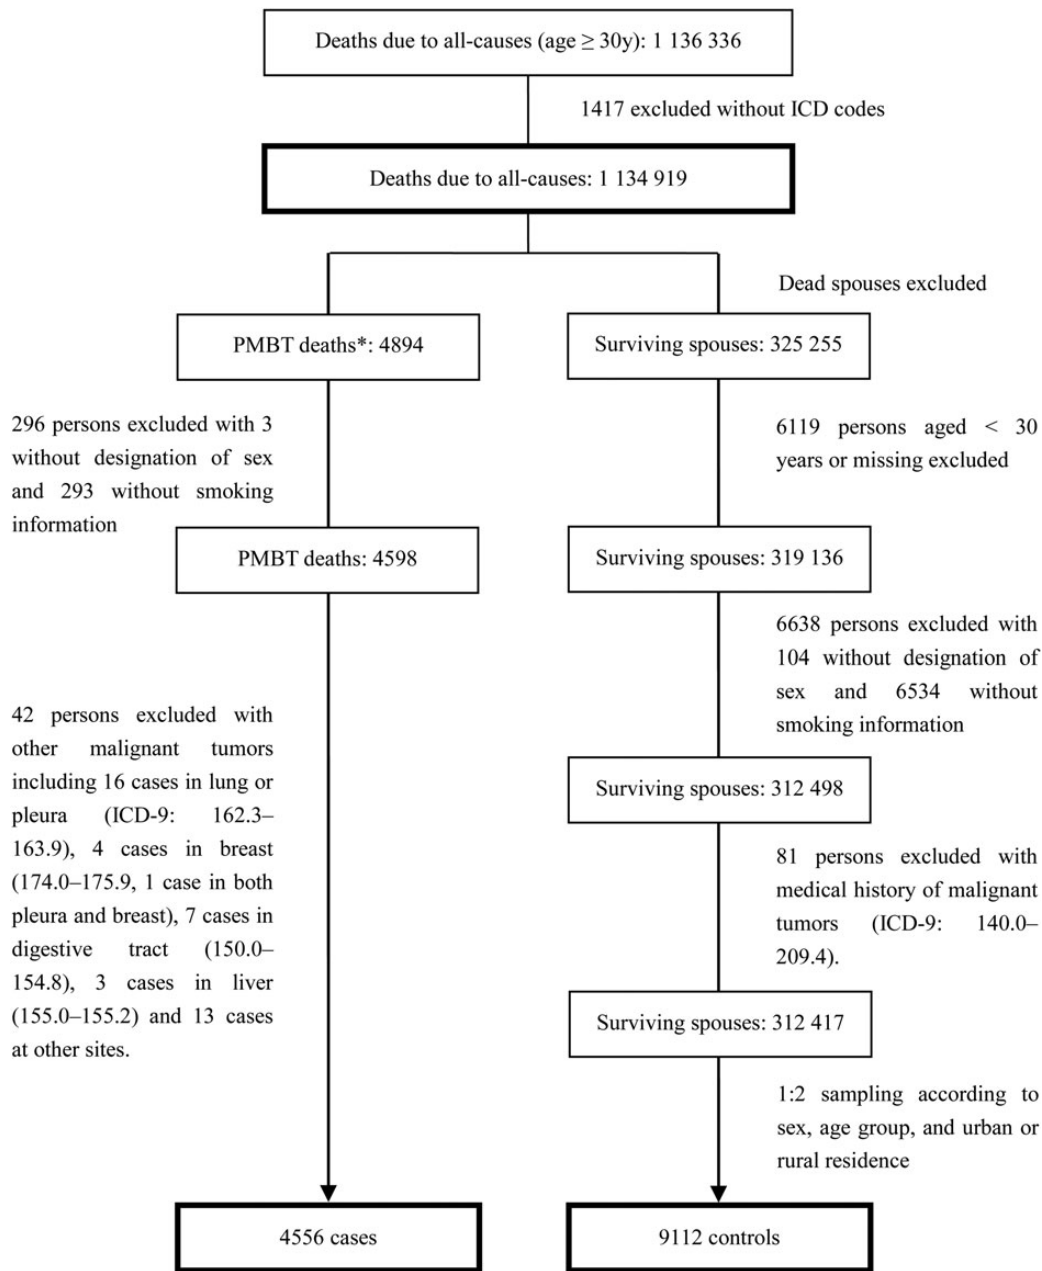 Deaths due to all-causes (age ≥ 30y): 1 136 336
1417 excluded without ICD codes
Deaths due to all-causes: 1 134 919
Dead spouses excluded
PMBT deaths*: 4894
Surviving spouses: 325 255
296 persons excluded with 3
without designation of sex
and 293 without smoking
information
6119 persons aged < 30
years or missing excluded
PMBT deaths: 4598
Surviving spouses: 319 136
6638 persons excluded with
104 without designation of
sex and 6534 without
smoking information
42 persons excluded with
other malignant tumors
including 16 cases in lung or
pleura (ICD-9: 162.3–
163.9), 4 cases in breast
(174.0–175.9, 1 case in both
pleura and breast), 7 cases in
digestive tract (150.0–
154.8), 3 cases in liver
(155.0–155.2) and 13 cases
at other sites.
Surviving spouses: 312 498
81 persons excluded with
medical history of malignant
tumors (ICD-9: 140.0–
209.4).
Surviving spouses: 312 417
1:2 sampling according to
sex, age group, and urban or
rural residence
4556 cases
9112 controls